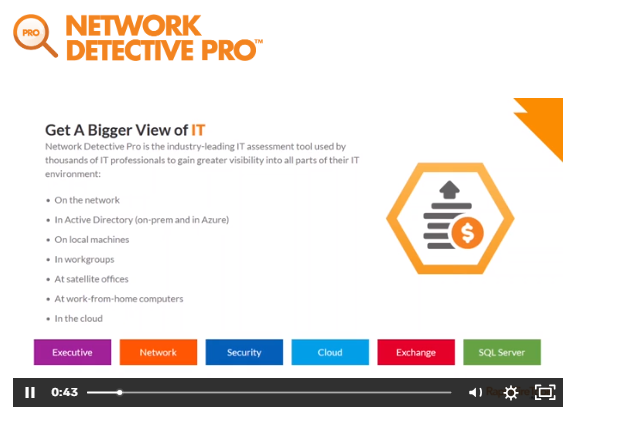 PRO
NETWORK
DETECTIVE PRO™
Get A Bigger View of IT
Network Detective Pro is the industry-leading IT assessment tool used by
thousands of IT professionals to gain greater visibility into all parts of their IT
environment:
• On the network
• In Active Directory (on-prem and in Azure)
• On local machines
• In workgroups
• At satellite offices
• At work-from-home computers
• In the cloud
$
Executive Network Security Cloud Exchange SQL Server
0:43